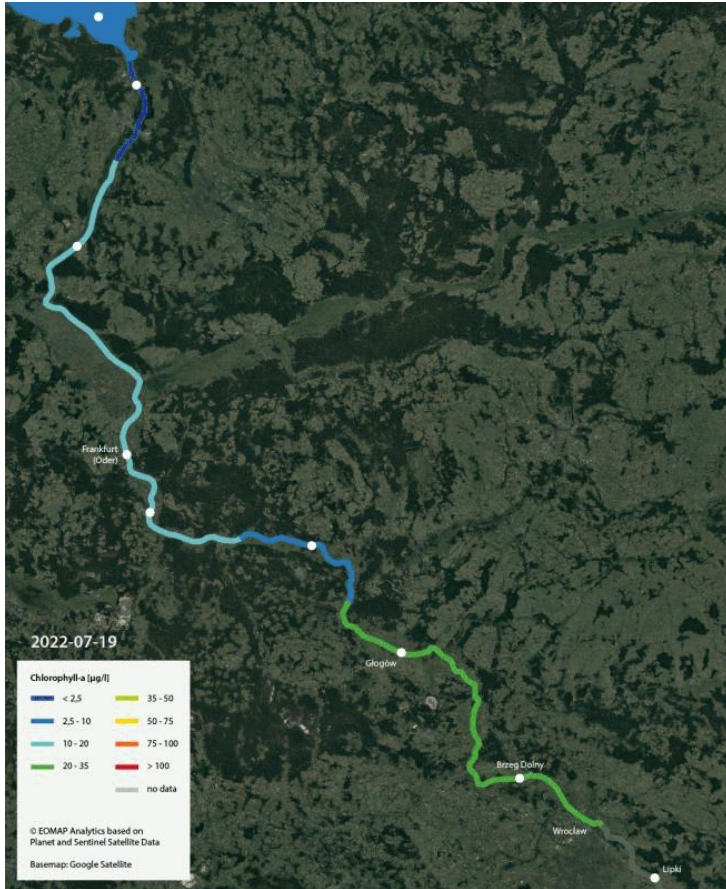 Frankfurt
(Oder)
2022-07-19
Głogów
Chlorophyll-a [µg/l]
< 2,5
35 - 50
2,5 - 10
50 - 75
10 - 20
75 - 100
20 - 35
> 100
no data
Brzeg Dolny
Wrocław
© EOMAP Analytics based on
Planet and Sentinel Satellite Data
Basemap: Google Satellite
Lipki